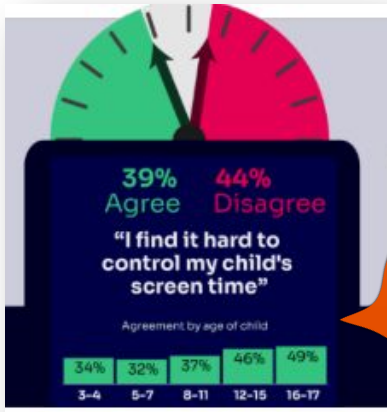 39% 44%
Agree Disagree
“I find it hard to
control my child's
screen time”
Agreement by age of child
34% 32% 37% 46% 49%
3-4 5-7 8-11 12-15 16-17